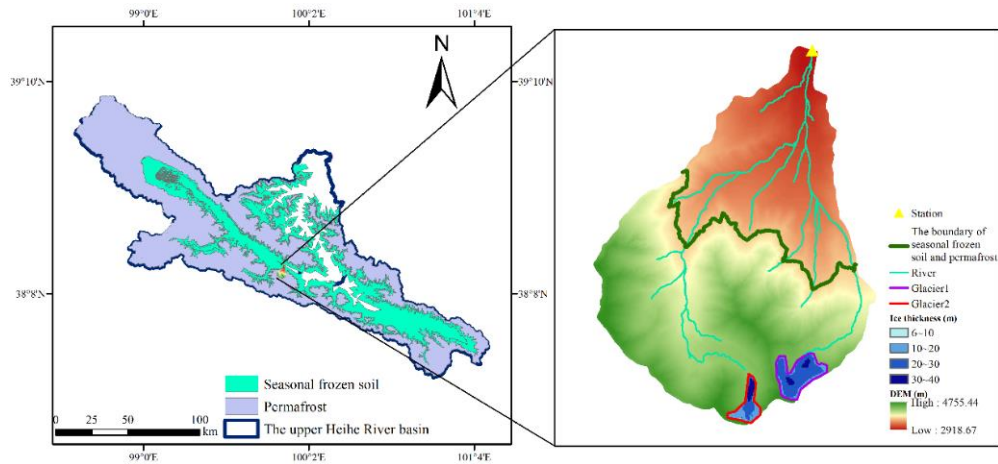 99°0'E
100°2'E
101°4'E
N
39°10'N
39°10'N
38°8'N
38°8'N
Seasonal frozen soil
Permafrost
The upper Heihe River basin
0 25 50 100
km
99°0'E
100°2'E
101°4'E
Station
The boundary of
seasonal frozen
soil and permafrost
River
Glacier1
Glacier2
Ice thickness (m)
6~10
10~20
20~30
30~40
DEM (m)
High : 4755.44
Low : 2918.67